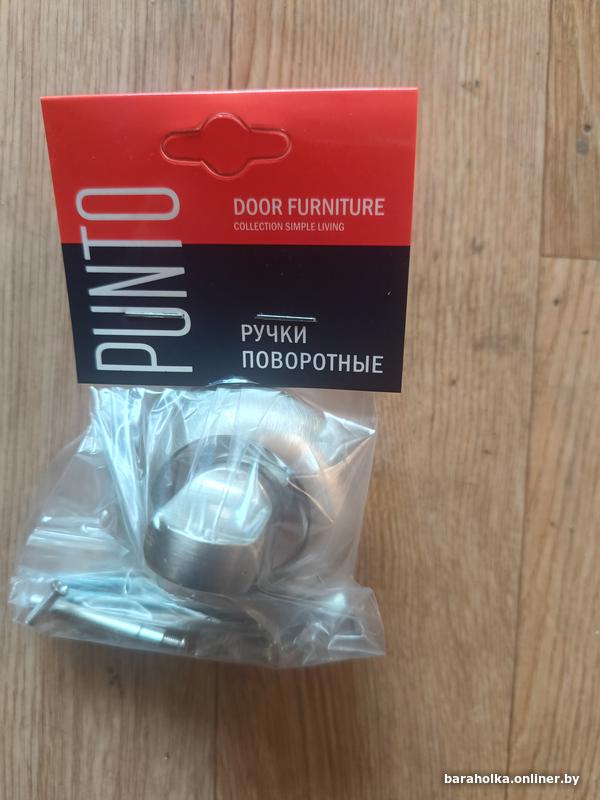 PUNTO
DOOR FURNITURE
COLLECTION SIMPLE LIVING
РУЧКИ
ПОВОРОТНЫЕ
baraholka.onliner.by